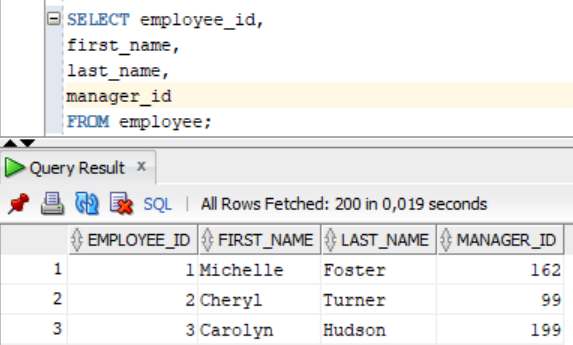 SELECT employee_id,
first_name,
last_name,
manager_id
FROM employee;
Query Result x
SQL | All Rows Fetched: 200 in 0,019 seconds
EMPLOYEE_ID FIRST_NAME LAST_NAME MANAGER_ID
1 1 Michelle Foster 162
2 2 Cheryl Turner 99
3 3 Carolyn Hudson 199